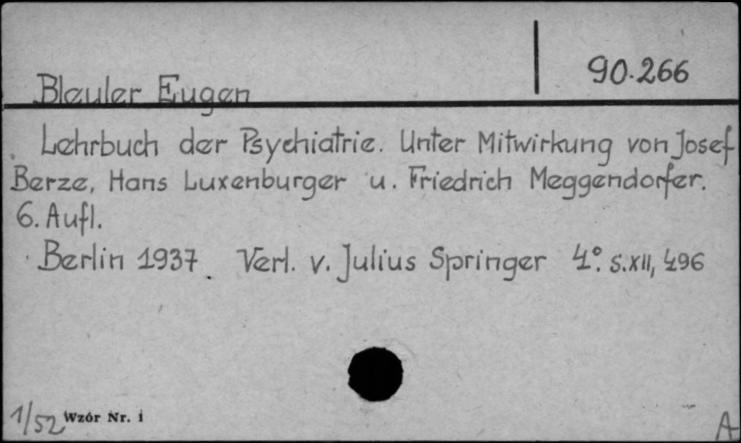 90.266
Bleuler Eugen
Lehrbuch der Psychiatrie. Unter Mitwirkung von Josef
Berze, Hans Luxenburger u. Friedrich Meggendorfer.
6. Aufl.
Berlin 1937. Verl. v. Julius Springer 4° S.XII, 496
1/52 Wzór Nr. 1
A